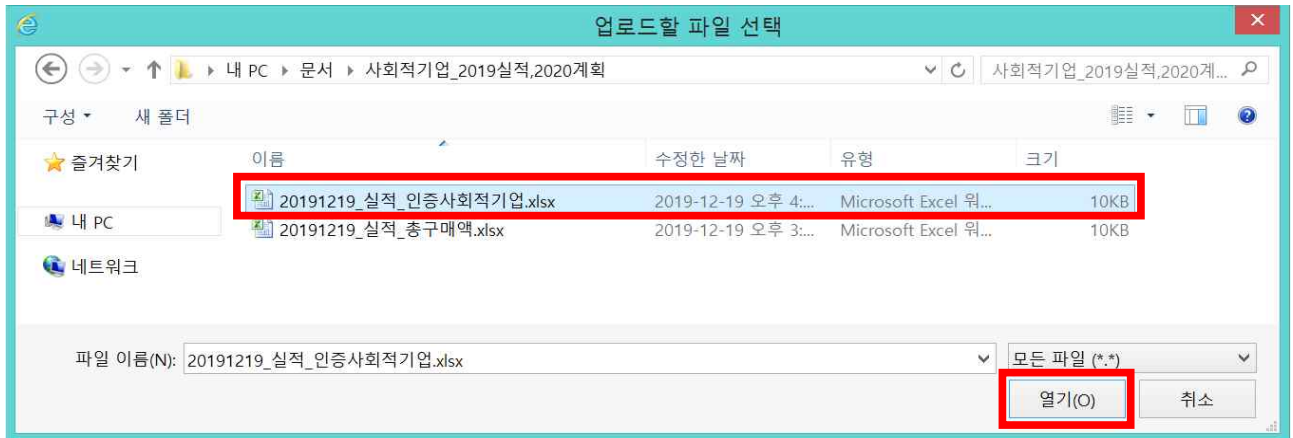 업로드할 파일 선택
내 PC ▸ 문서 ▸ 사회적기업_2019실적,2020계획
사회적기업_2019실적,2020계...
구성 새 폴더
즐겨찾기
내 PC
네트워크
이름 수정한 날짜 유형 크기
20191219_실적_인증사회적기업.xlsx 2019-12-19 오후 4:... Microsoft Excel 워... 10KB
20191219_실적_총구매액.xlsx 2019-12-19 오후 3:... Microsoft Excel 워... 10KB
파일 이름(N): 20191219_실적_인증사회적기업.xlsx 모든 파일 (*.*)
열기(O) 취소